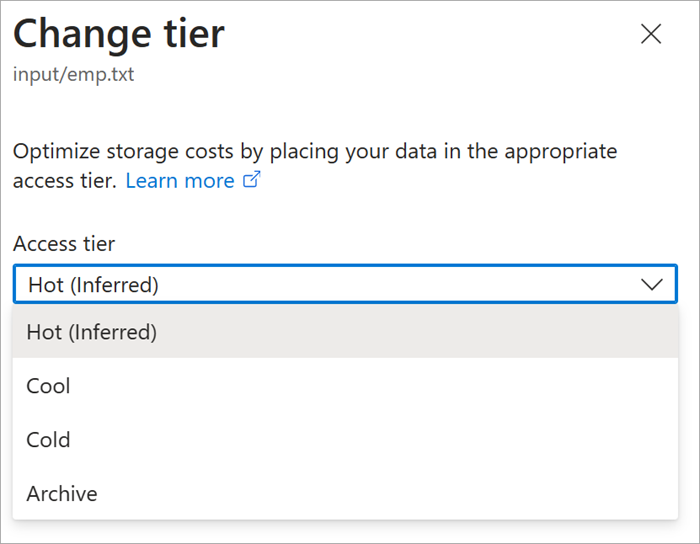 Change tier
input/emp.txt
Optimize storage costs by placing your data in the appropriate
access tier. Learn more
Access tier
Hot (Inferred)
Hot (Inferred)
Cool
Cold
Archive